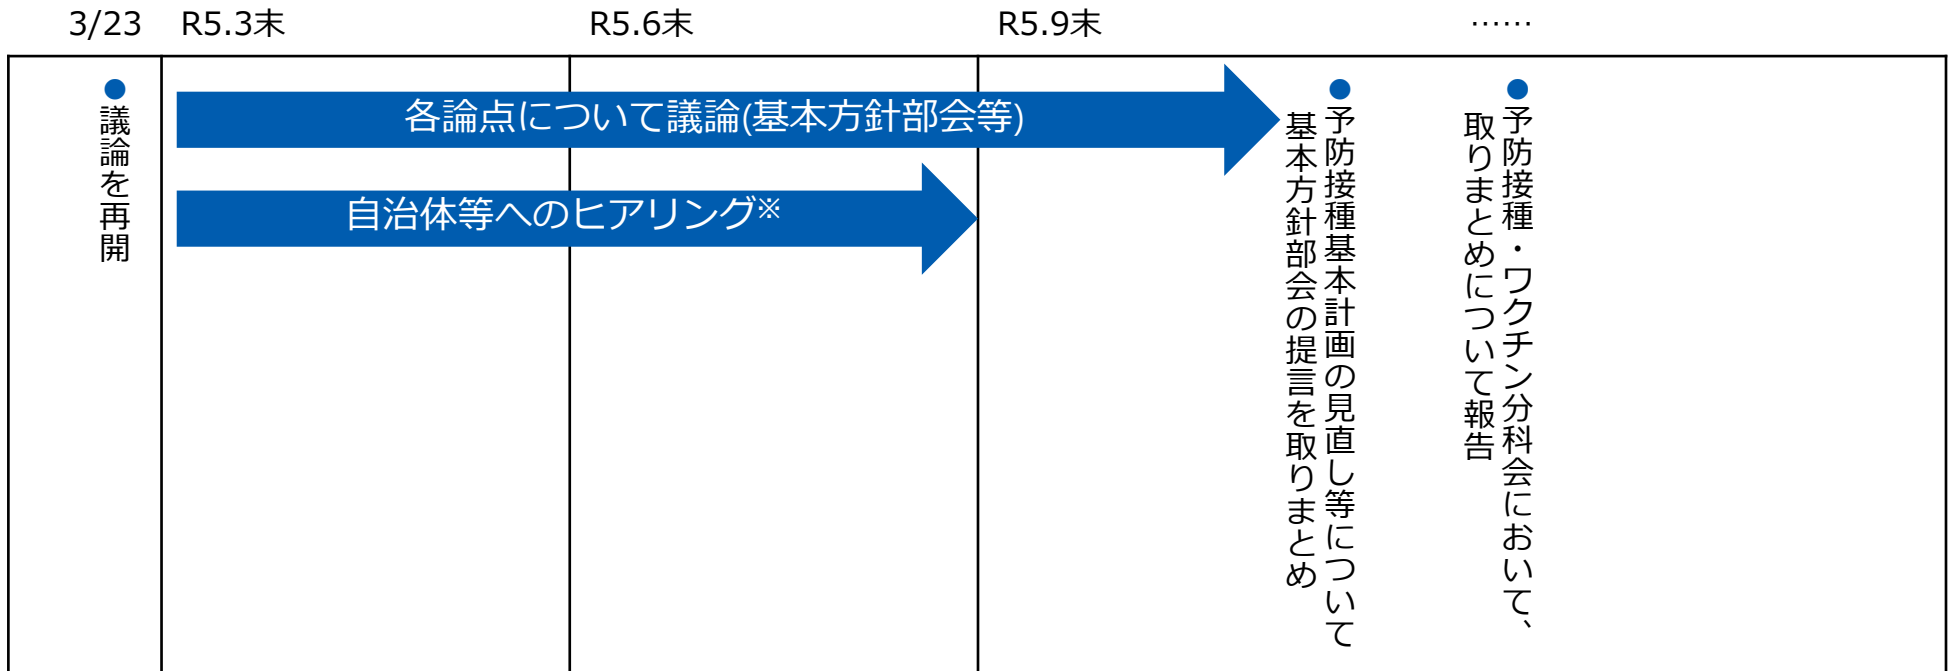 3/23
R5.3末
R5.6末
R5.9末
……
●議論を再開
各論点について議論(基本方針部会等)
自治体等へのヒアリング※
●予防接種基本計画の見直し等について
基本方針部会の提言を取りまとめ
●予防接種・ワクチン分科会において、
取りまとめについて報告